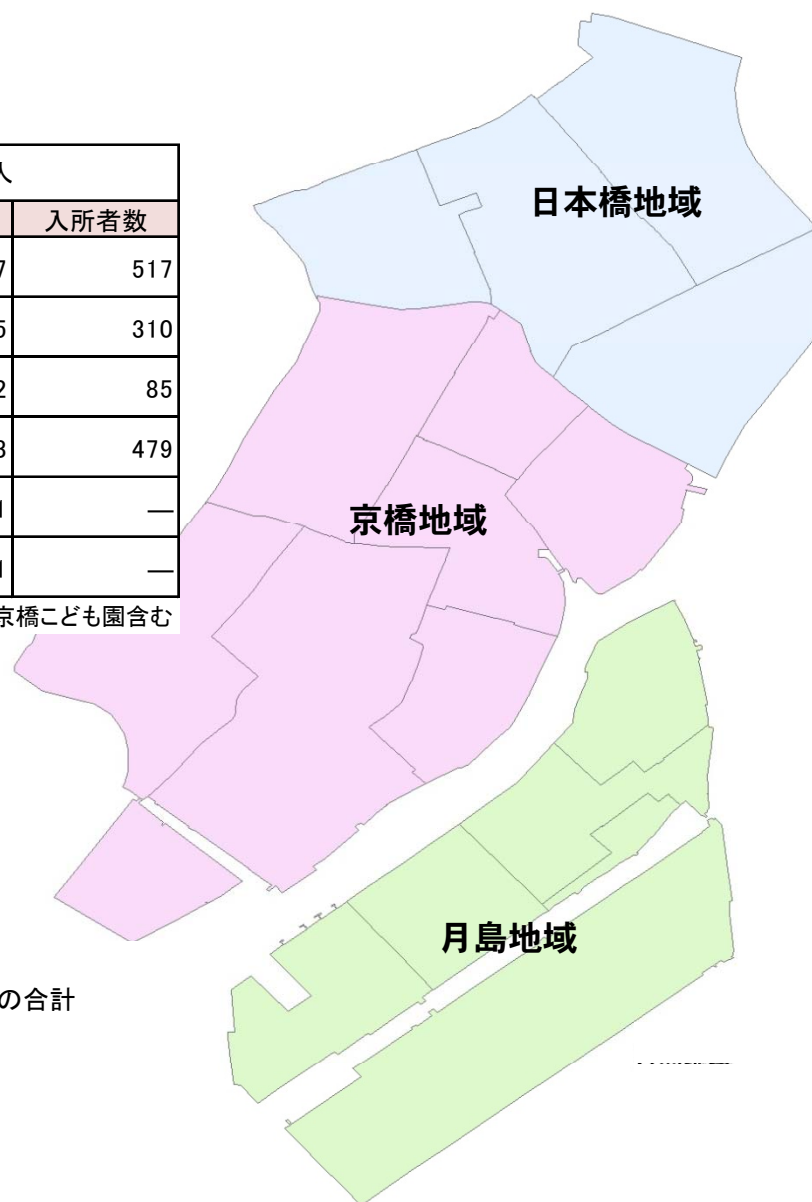 人
入所者数
7 517
5 310
2 85
3 479
1 —
1 —
京橋こども園含む
日本橋地域
京橋地域
月島地域
の合計